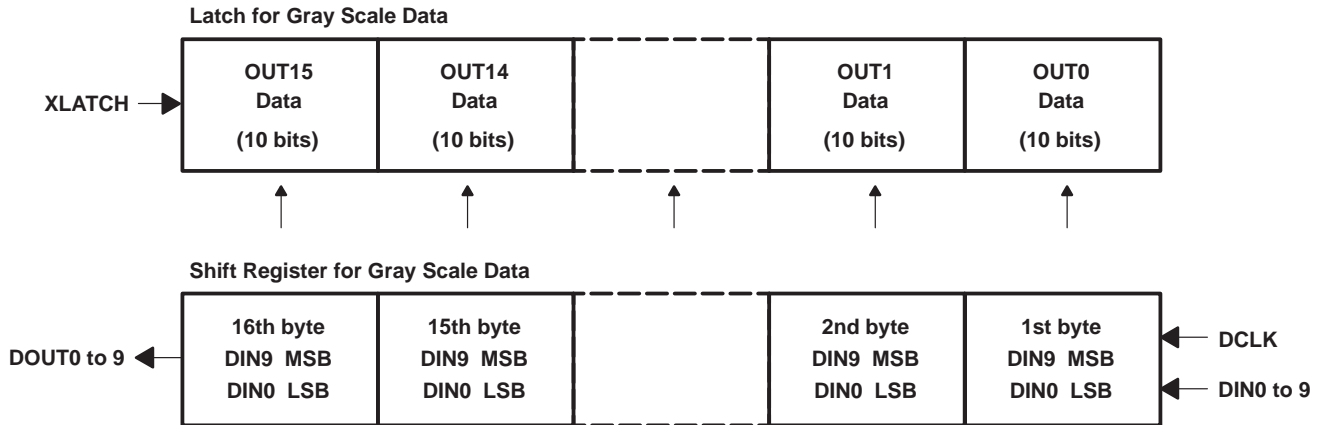 Latch for Gray Scale Data
XLATCH
OUT15
Data
(10 bits)
OUT14
Data
(10 bits)
OUT1
Data
(10 bits)
OUT0
Data
(10 bits)
Shift Register for Gray Scale Data
DOUT0 to 9
16th byte
DIN9 MSB
DIN0 LSB
15th byte
DIN9 MSB
DIN0 LSB
2nd byte
DIN9 MSB
DIN0 LSB
1st byte
DIN9 MSB
DIN0 LSB
DCLK
DIN0 to 9